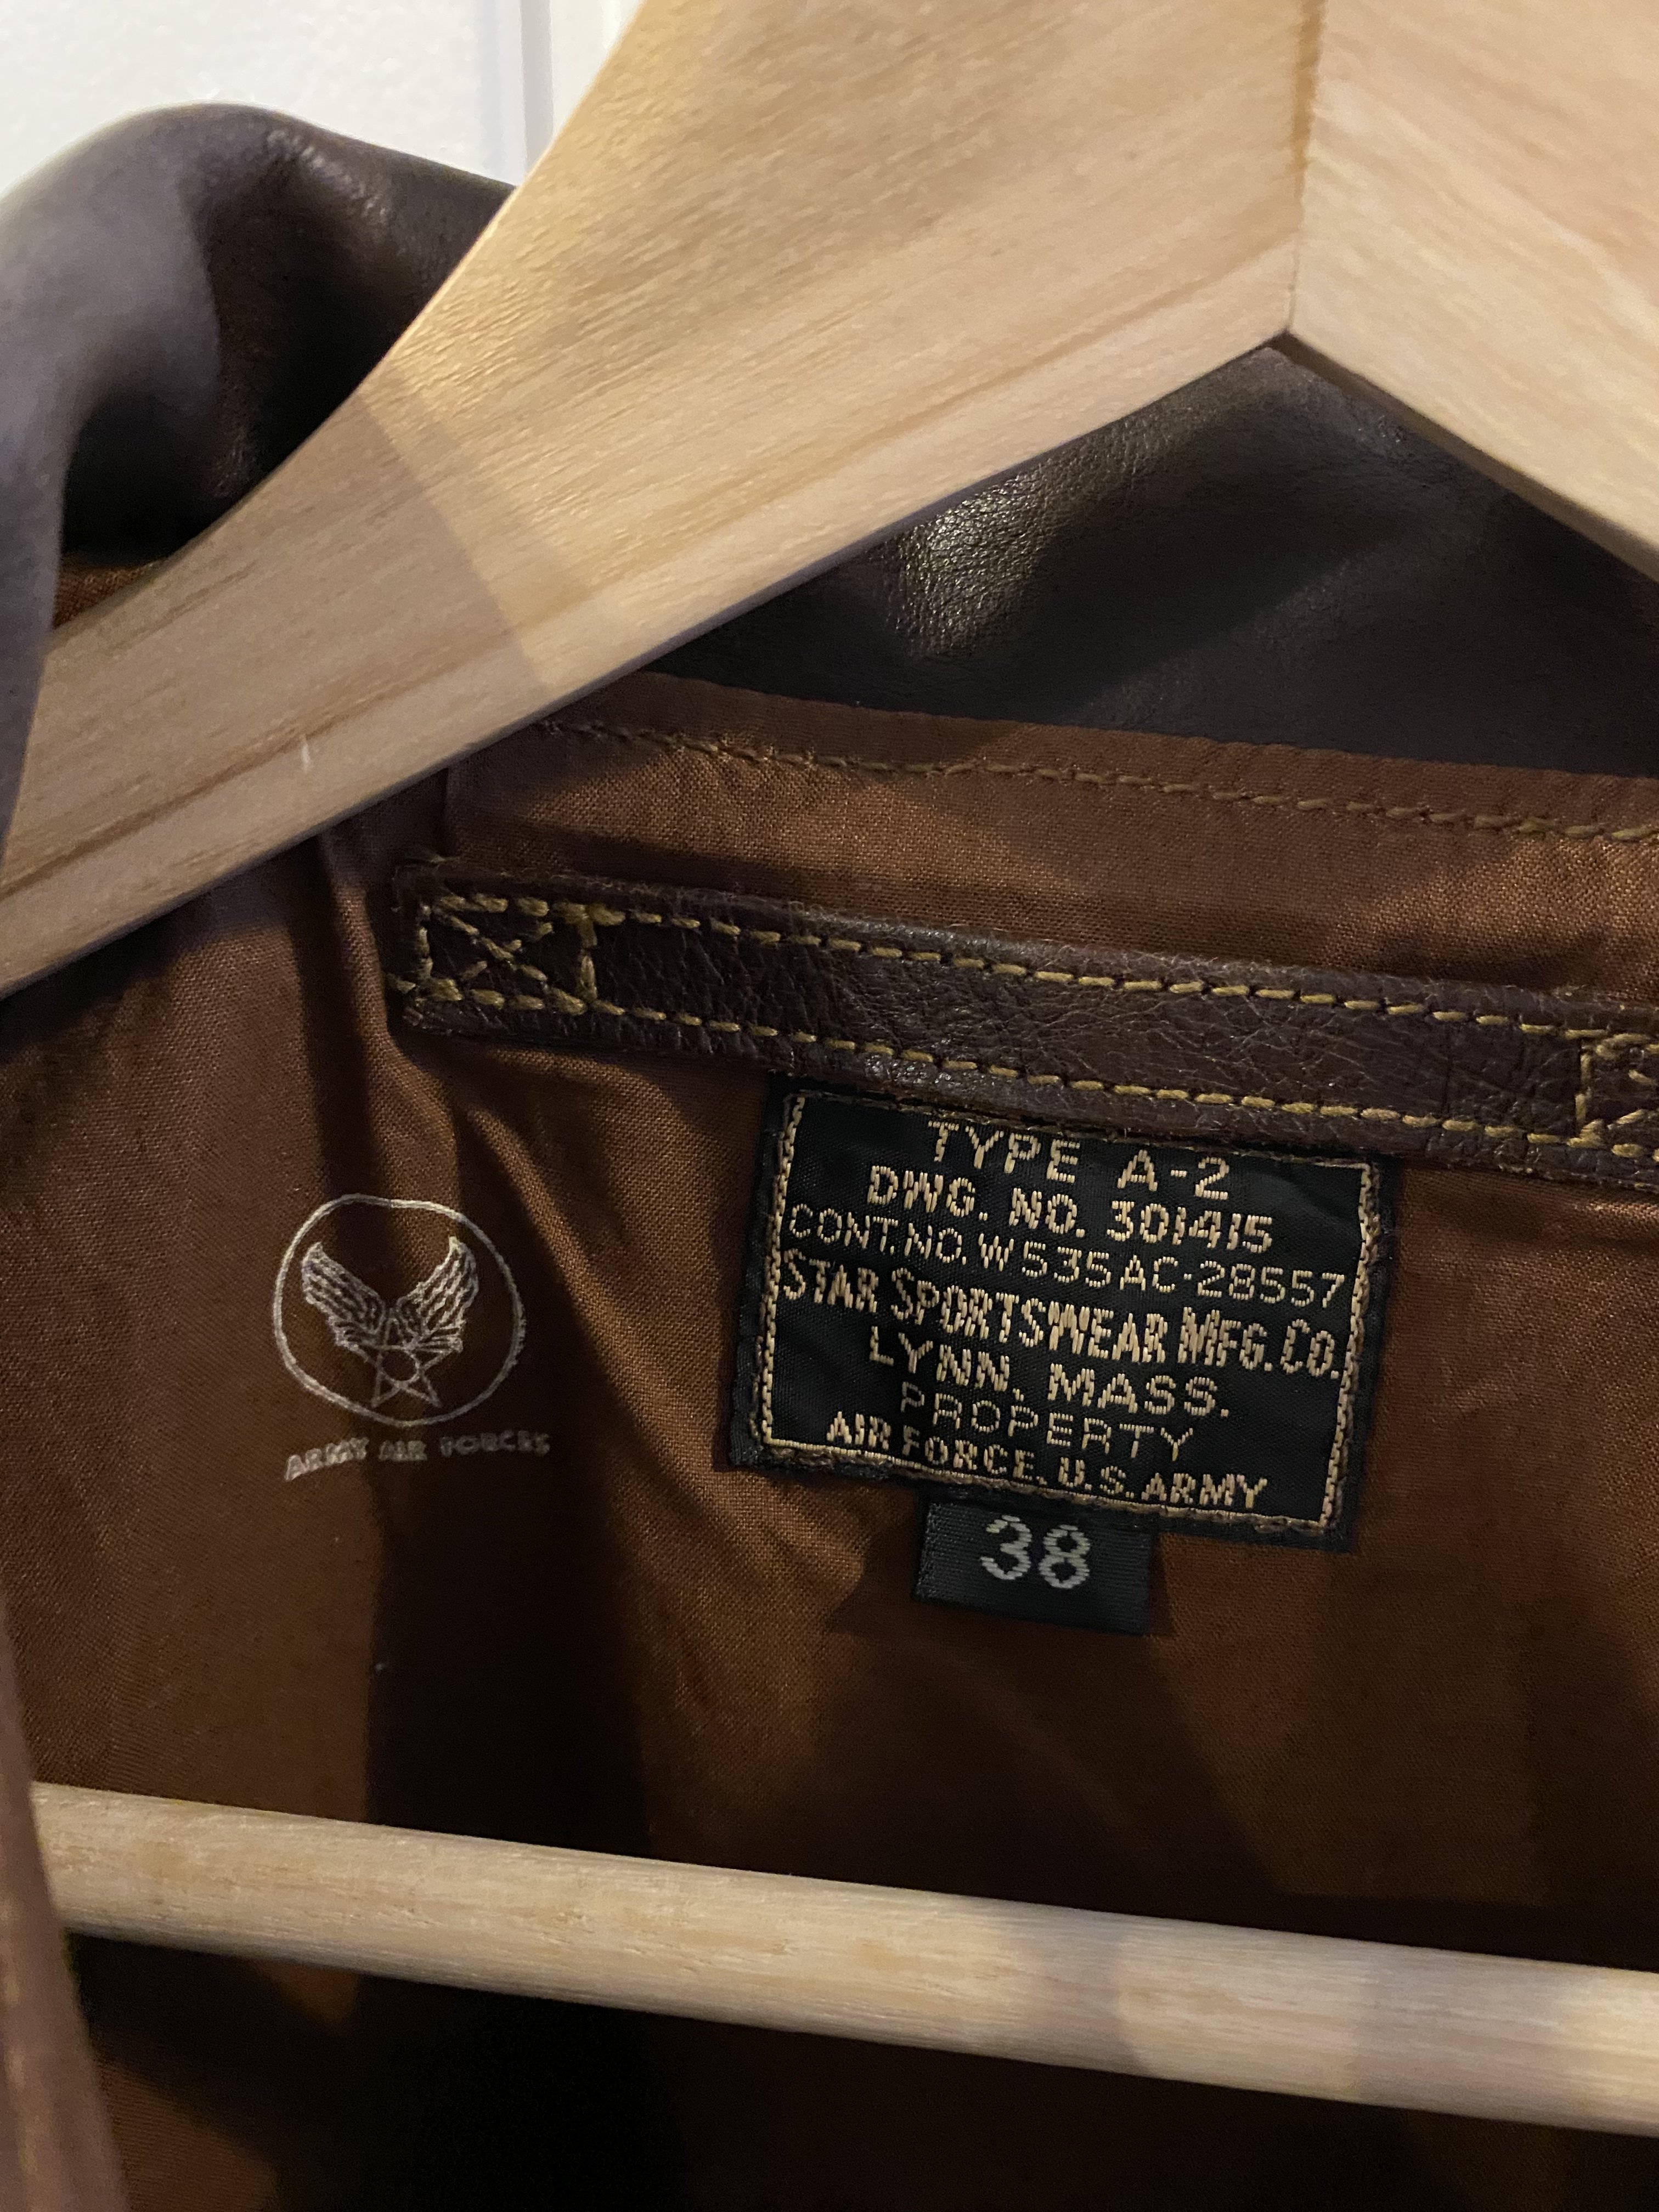 TYPE A-2
DWG. NO. 301415
CONT. NO. W535AC-28557
STAR SPORTSWEAR MFG. CO.
LYNN, MASS.
PROPERTY
AIR FORCE, U.S. ARMY
38
ARMY AIR FORCES